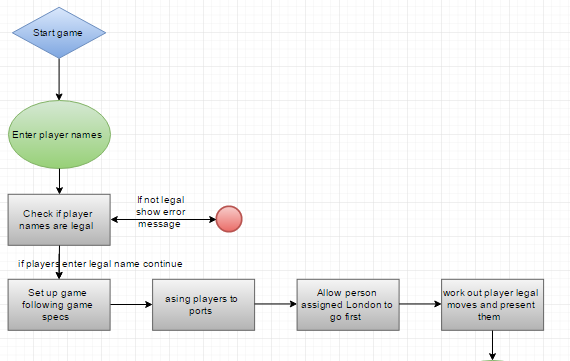 Start game
Enter player names
Check if player
names are legal
If not legal
show error
message
if players enter legal name continue
Set up game
following game
specs
asing players to
ports
Allow person
assigned London to
go first
work out player legal
moves and present
them